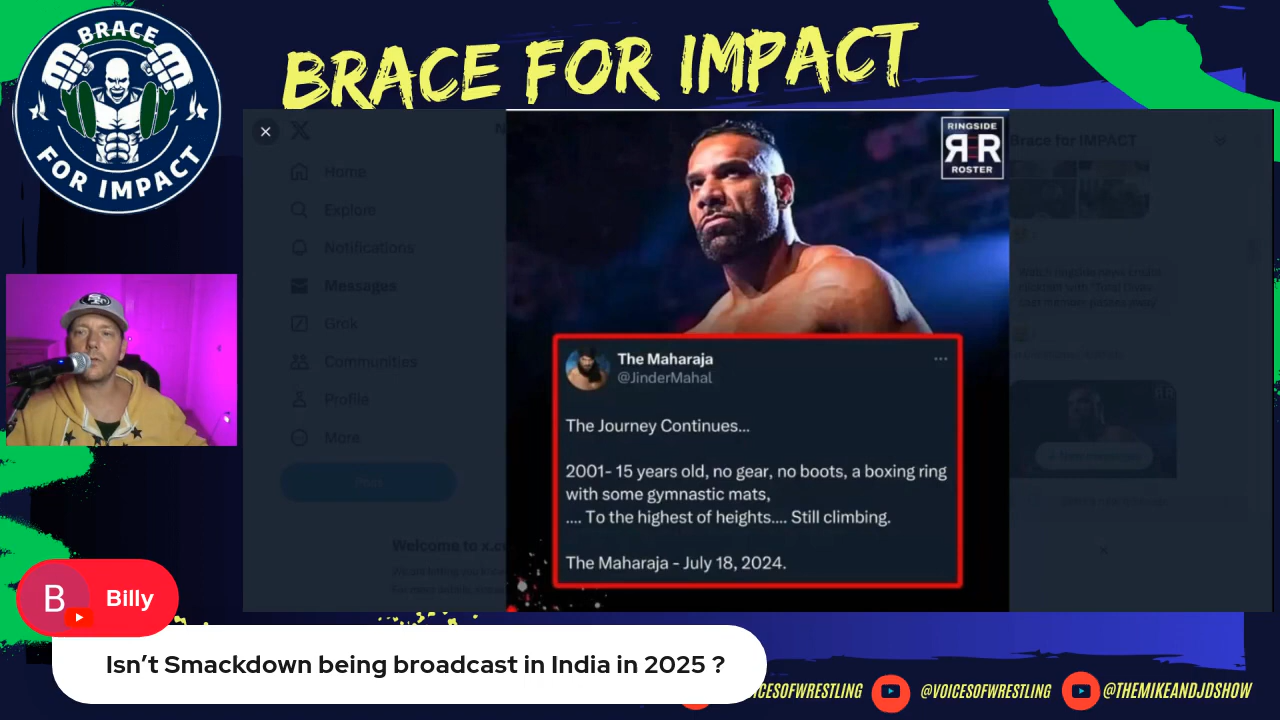 BRACE
FOR IMPACT
BRACE FOR IMPACT
Home
Explore
Notifications
Messages
Grok
Communities
Profile
More
RINGSIDE
RR
ROSTER
Brace for IMPACT
The Maharaja
@JinderMahal
The Journey Continues...
2001- 15 years old, no gear, no boots, a boxing ring
with some gymnastic mats,
.... To the highest of heights.... Still climbing.
The Maharaja - July 18, 2024.
B
Billy
Isn’t Smackdown being broadcast in India in 2025 ?
@VOICESOFWRESTLING
@THEMIKEANDJDSHOW